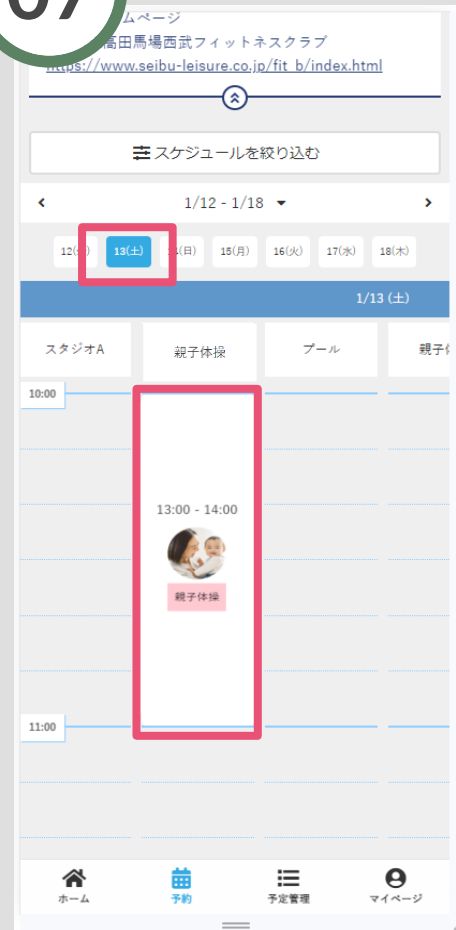 07
ムページ
高田馬場西武フィットネスクラブ
https://www.seibu-leisure.co.jp/fit_b/index.html
スケジュールを絞り込む
1/12 - 1/18
13(土)
(日)
15(月)
16(火)
17(水)
18(木)
1/13 (土)
スタジオA
親子体操
プール
親子
10:00
13:00 - 14:00
親子体操
11:00
ホーム
予約
予定管理
マイページ